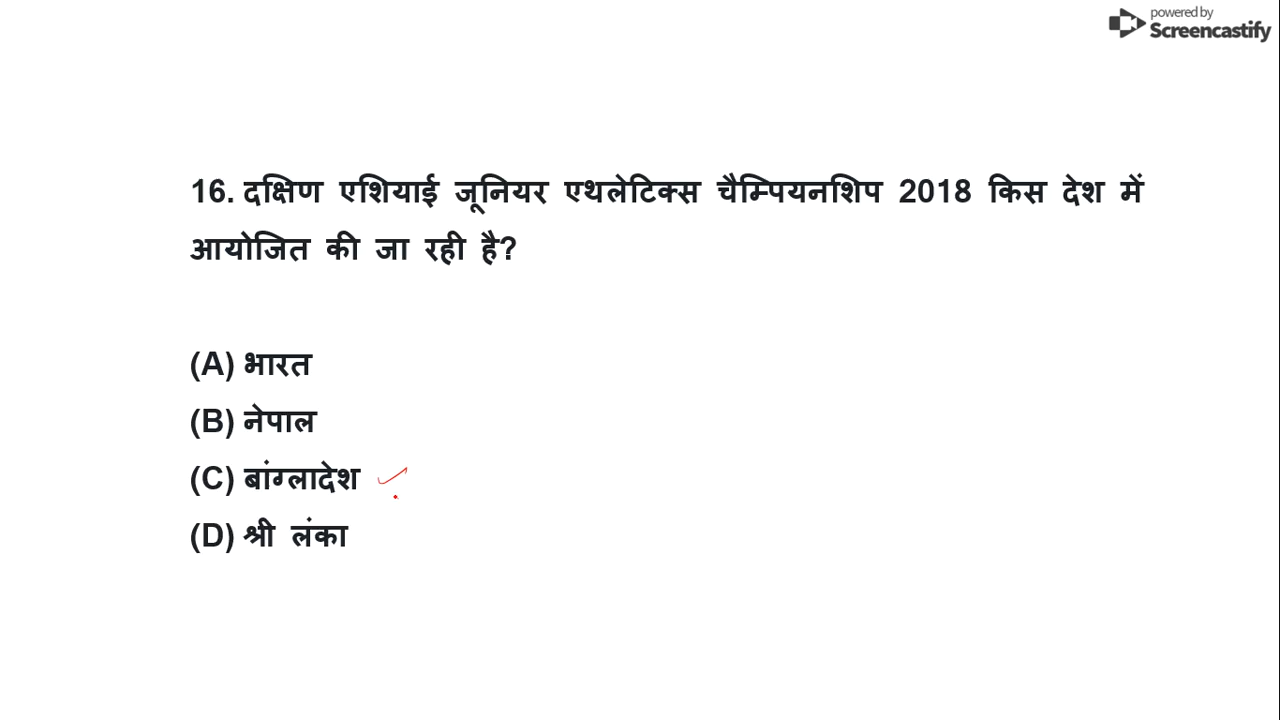 powered by
Screencastify
16. दक्षिण एशियाई जूनियर एथलेटिक्स चैम्पियनशिप 2018 किस देश में
आयोजित की जा रही है?
(A) भारत
(B) नेपाल
(C) बांग्लादेश
(D) श्री लंका